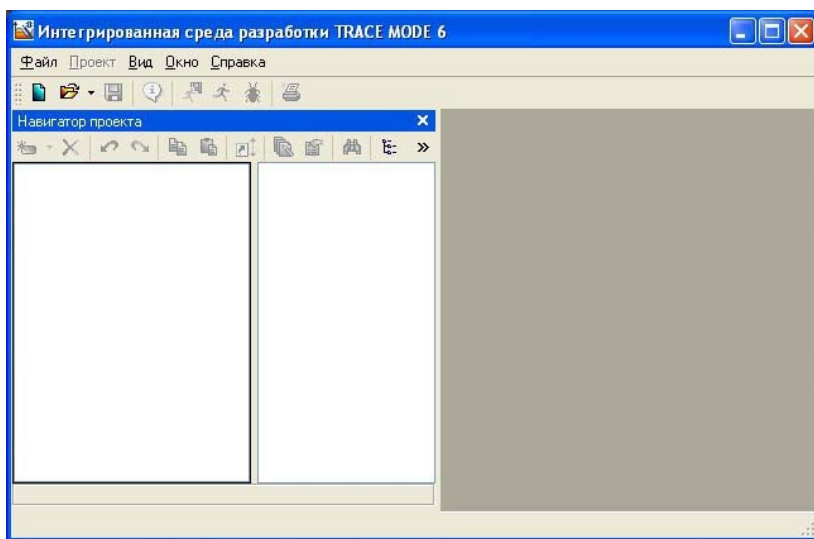 Интегрированная среда разработки TRACE MODE 6
Файл Проект Вид Окно Справка
Навигатор проекта